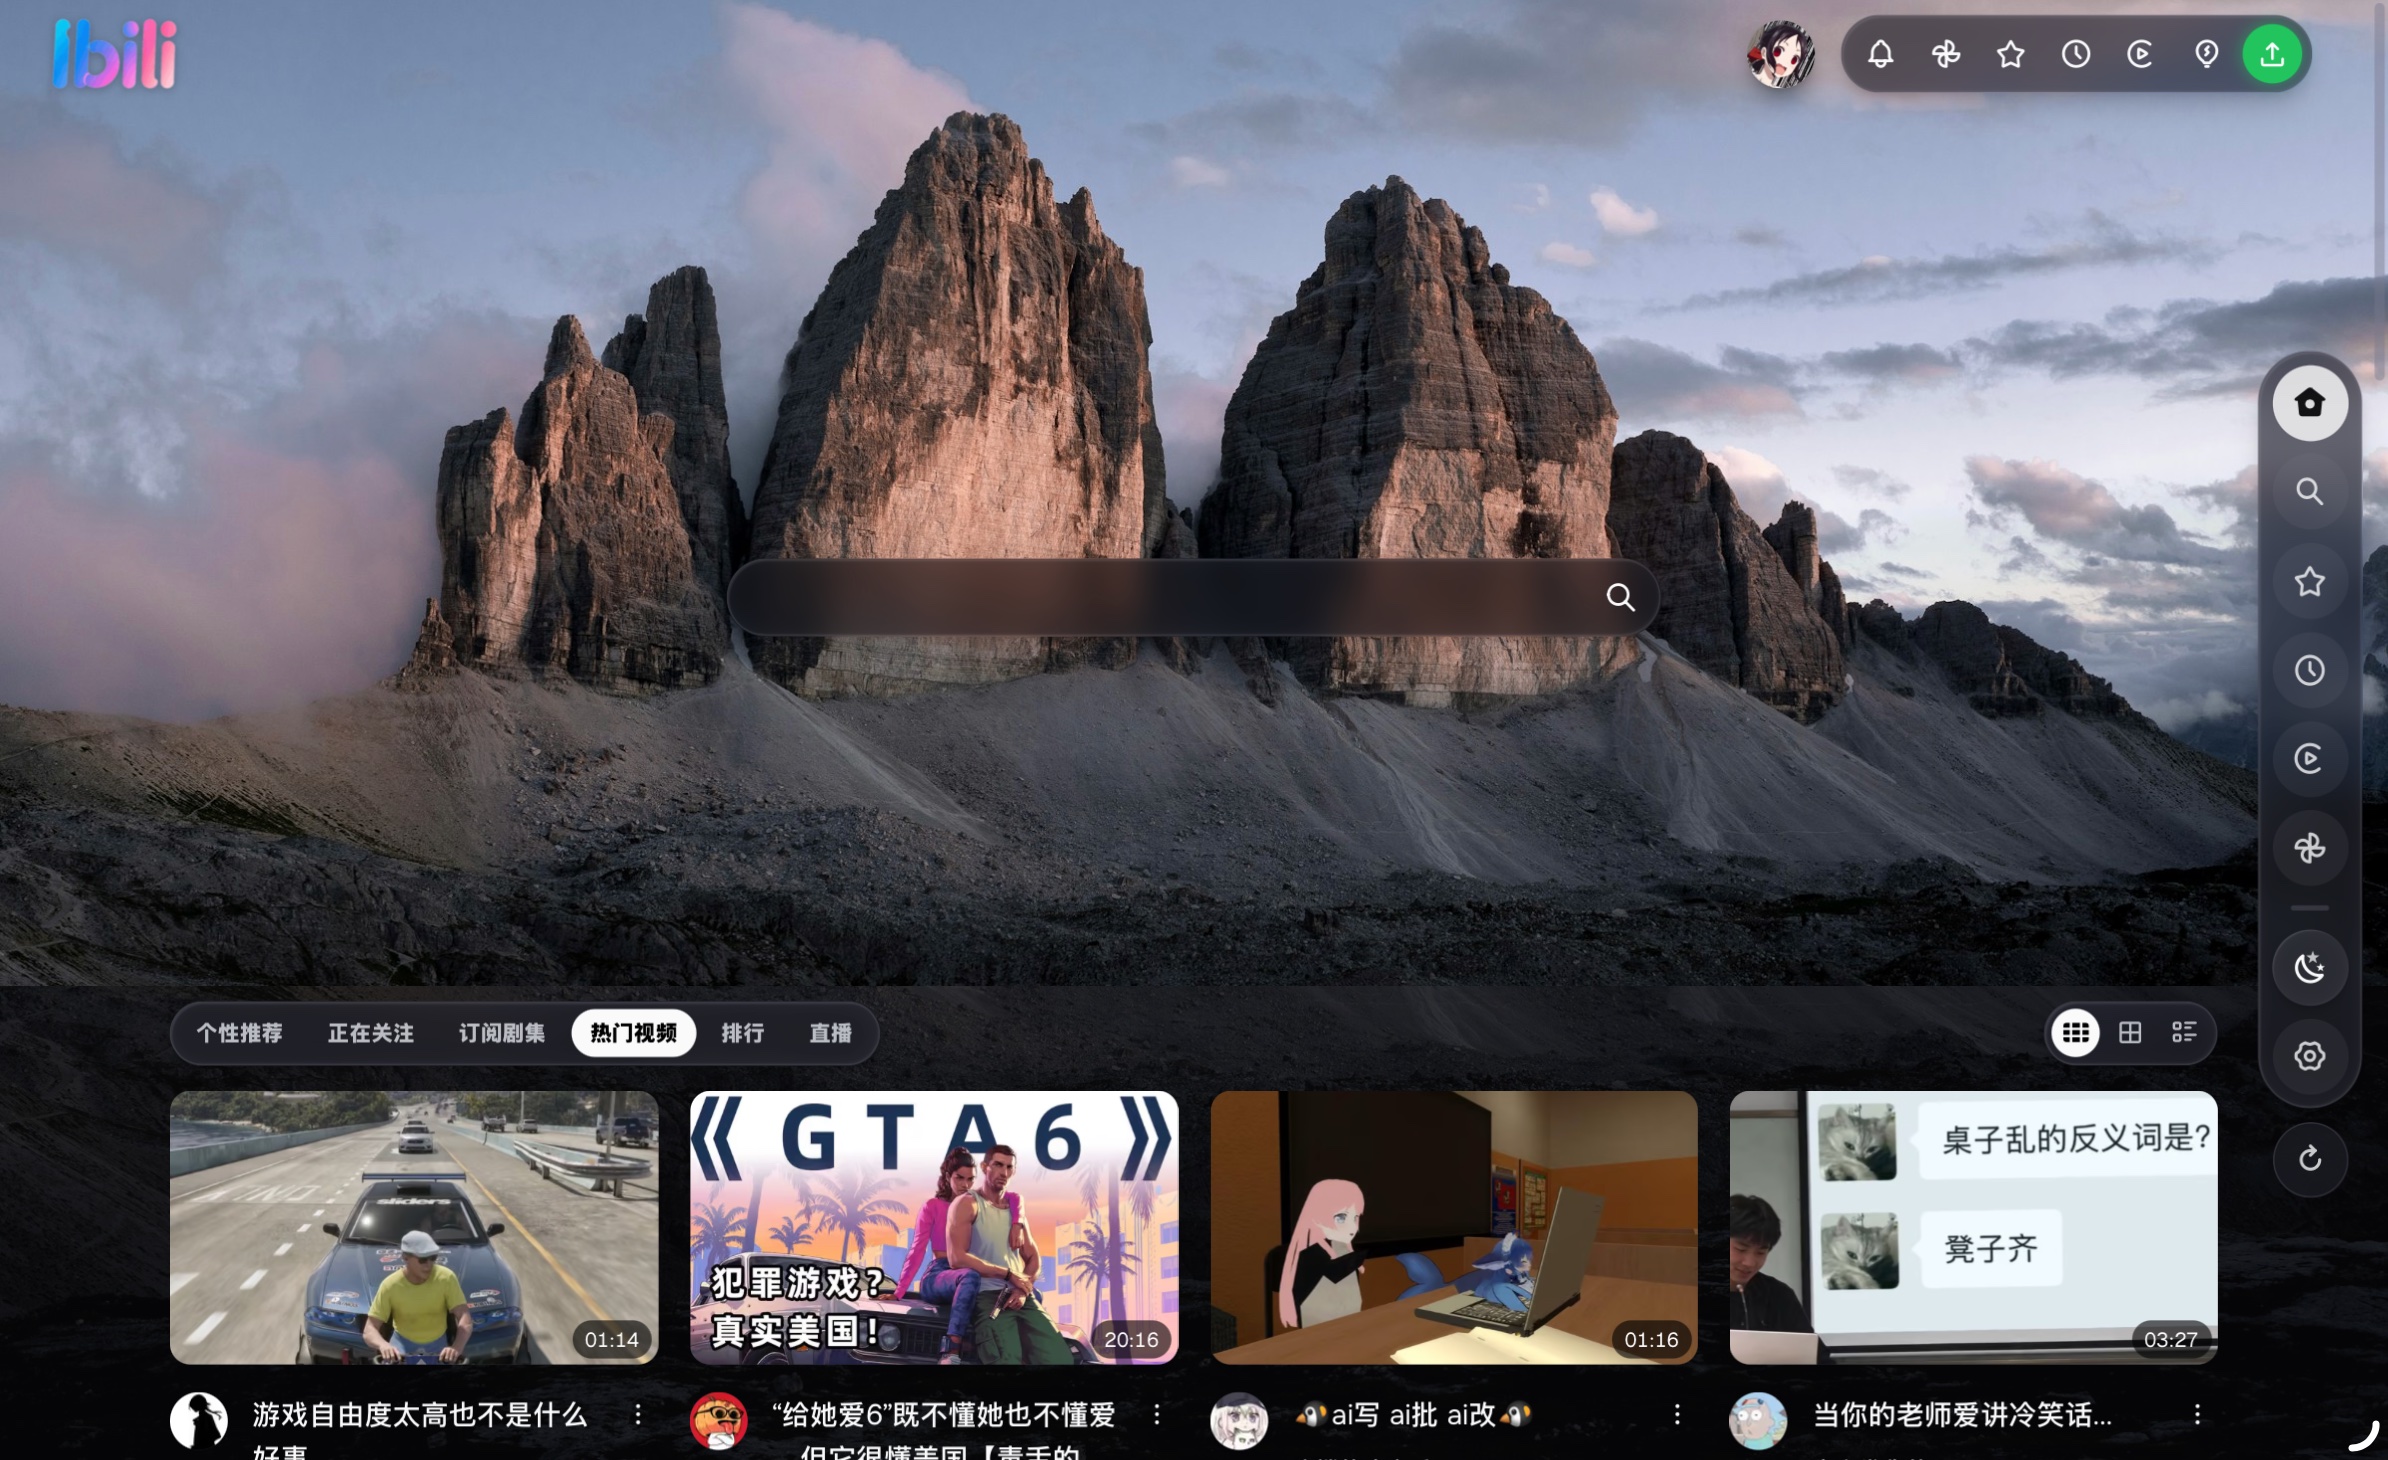 lbili
个性推荐 正在关注 订阅剧集 热门视频 排行 直播
sliders
01:14
《GTA6》
犯罪游戏？
真实美国！
20:16
01:16
桌子乱的反义词是?
凳子齐
03:27
游戏自由度太高也不是什么
好事
“给她爱6”既不懂她也不懂爱
ai写 ai批 ai改
当你的老师爱讲冷笑话...